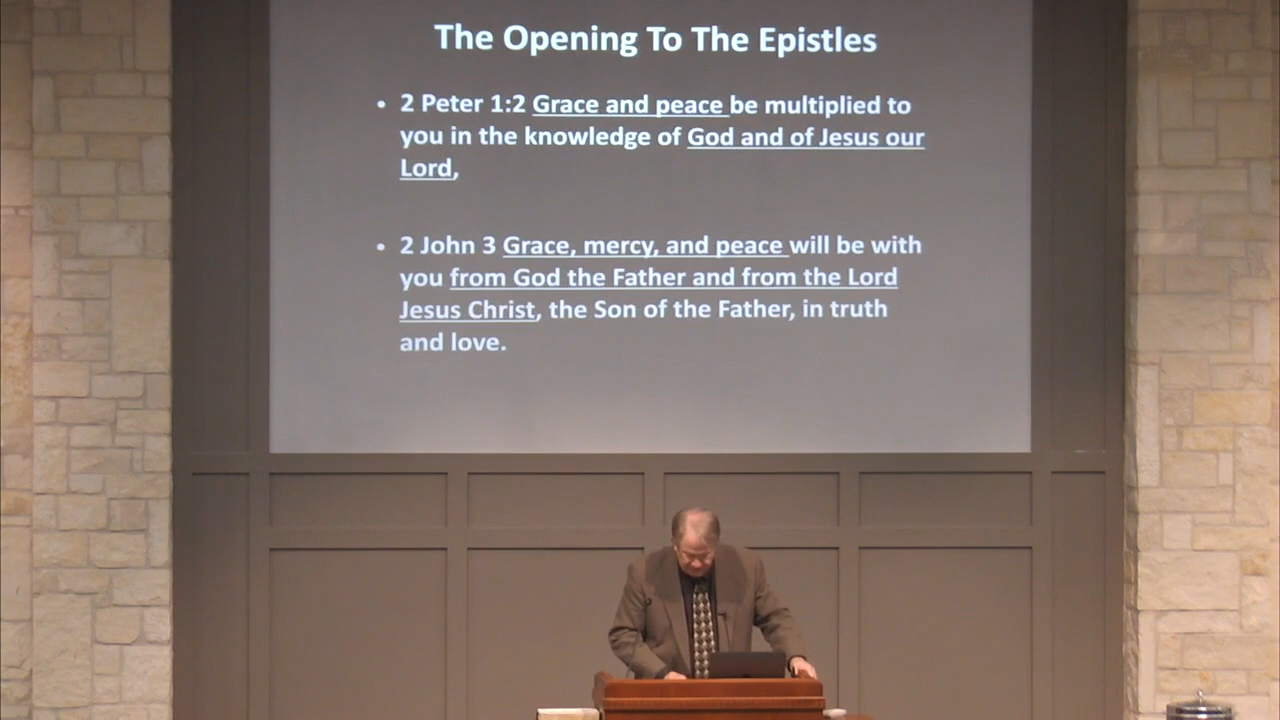 The Opening To The Epistles
• 2 Peter 1:2 Grace and peace be multiplied to
you in the knowledge of God and of Jesus our
Lord,
• 2 John 3 Grace, mercy, and peace will be with
you from God the Father and from the Lord
Jesus Christ, the Son of the Father, in truth
and love.